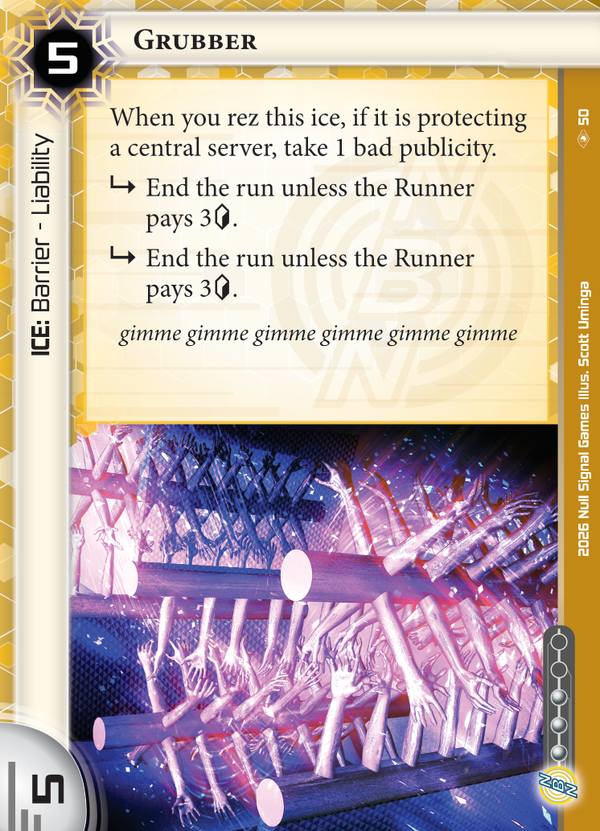 5
Grubber
When you rez this ice, if it is protecting
a central server, take 1 bad publicity.
End the run unless the Runner
pays 3.
End the run unless the Runner
pays 3.
gimme gimme gimme gimme gimme gimme
ICE: Barrier - Liability
5
50
2026 Null Signal Games Illus. Scott Uminga
NBN
NBN